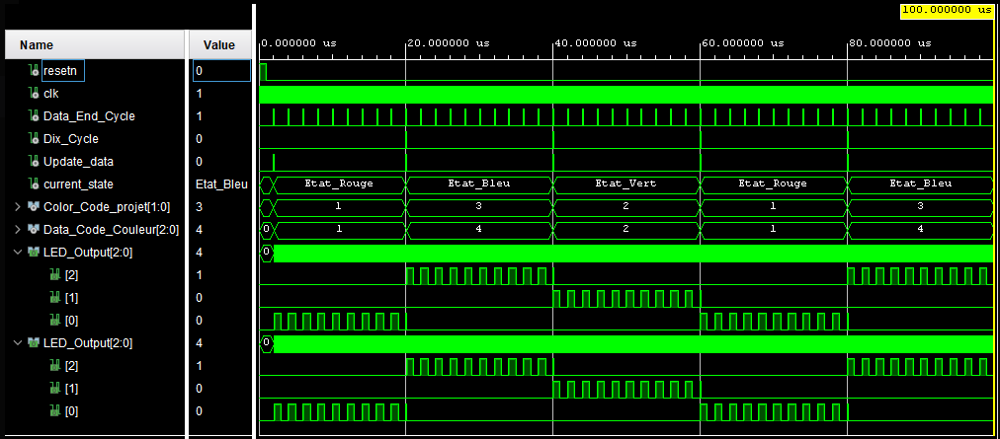 100.000000 us
Name Value 0.000000 us 20.000000 us 40.000000 us 60.000000 us 80.000000 us
resetn 0
clk 1
Data_End_Cycle 1
Dix_Cycle 0
Update_data 0
current_state Etat_Bleu Etat_Rouge Etat_Bleu Etat_Vert Etat_Rouge Etat_Bleu
Color_Code_projet[1:0] 3 1 3 2 1 3
Data_Code_Couleur[2:0] 4 0 1 4 2 1 4
LED_Output[2:0] 4 0
[2] 1
[1] 0
[0] 0
LED_Output[2:0] 4 0
[2] 1
[1] 0
[0] 0